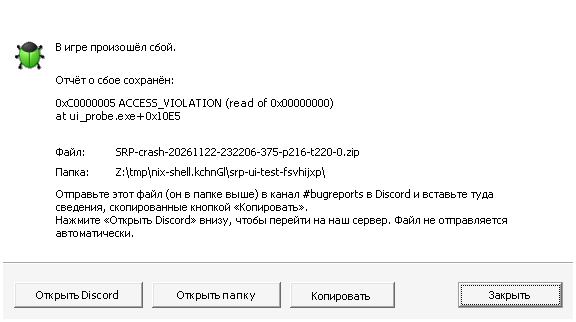 В игре произошёл сбой.
Отчёт о сбое сохранён:
0xC0000005 ACCESS_VIOLATION (read of 0x00000000)
at ui_probe.exe+0x10E5
Файл: SRP-crash-20261122-232206-375-p216-t220-0.zip
Папка: Z:\tmp\nix-shell.kchnGl\srp-ui-test-fsvhijxp\
Отправьте этот файл (он в папке выше) в канал #bugreports в Discord и вставьте туда
сведения, скопированные кнопкой «Копировать».
Нажмите «Открыть Discord» внизу, чтобы перейти на наш сервер. Файл не отправляется
автоматически.
Открыть Discord Открыть папку Копировать Закрыть